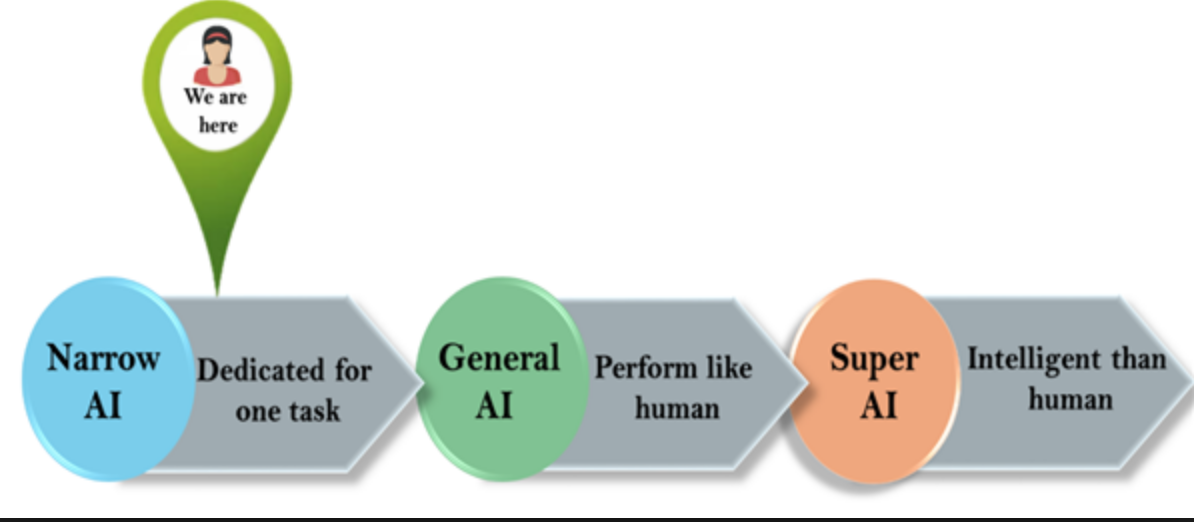 We are
here
Narrow
AI
Dedicated for
one task
General
AI
Perform like
human
Super
AI
Intelligent than
human